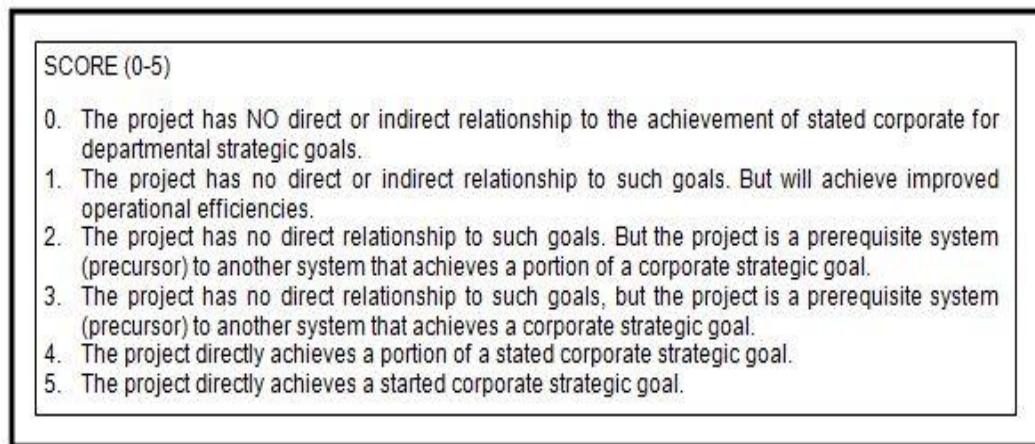 SCORE (0-5)
0. The project has NO direct or indirect relationship to the achievement of stated corporate for
departmental strategic goals.
1. The project has no direct or indirect relationship to such goals. But will achieve improved
operational efficiencies.
2. The project has no direct relationship to such goals. But the project is a prerequisite system
(precursor) to another system that achieves a portion of a corporate strategic goal.
3. The project has no direct relationship to such goals, but the project is a prerequisite system
(precursor) to another system that achieves a corporate strategic goal.
4. The project directly achieves a portion of a stated corporate strategic goal.
5. The project directly achieves a started corporate strategic goal.